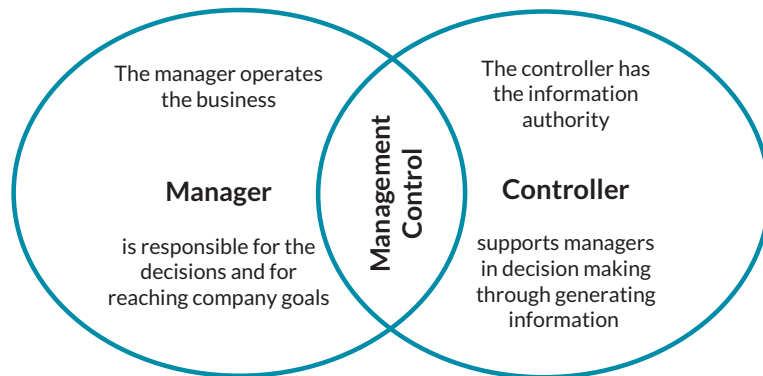 The manager operates
the business
Manager
is responsible for the
decisions and for
reaching company goals
Management
Control
The controller has
the information
authority
Controller
supports managers
in decision making
through generating
information